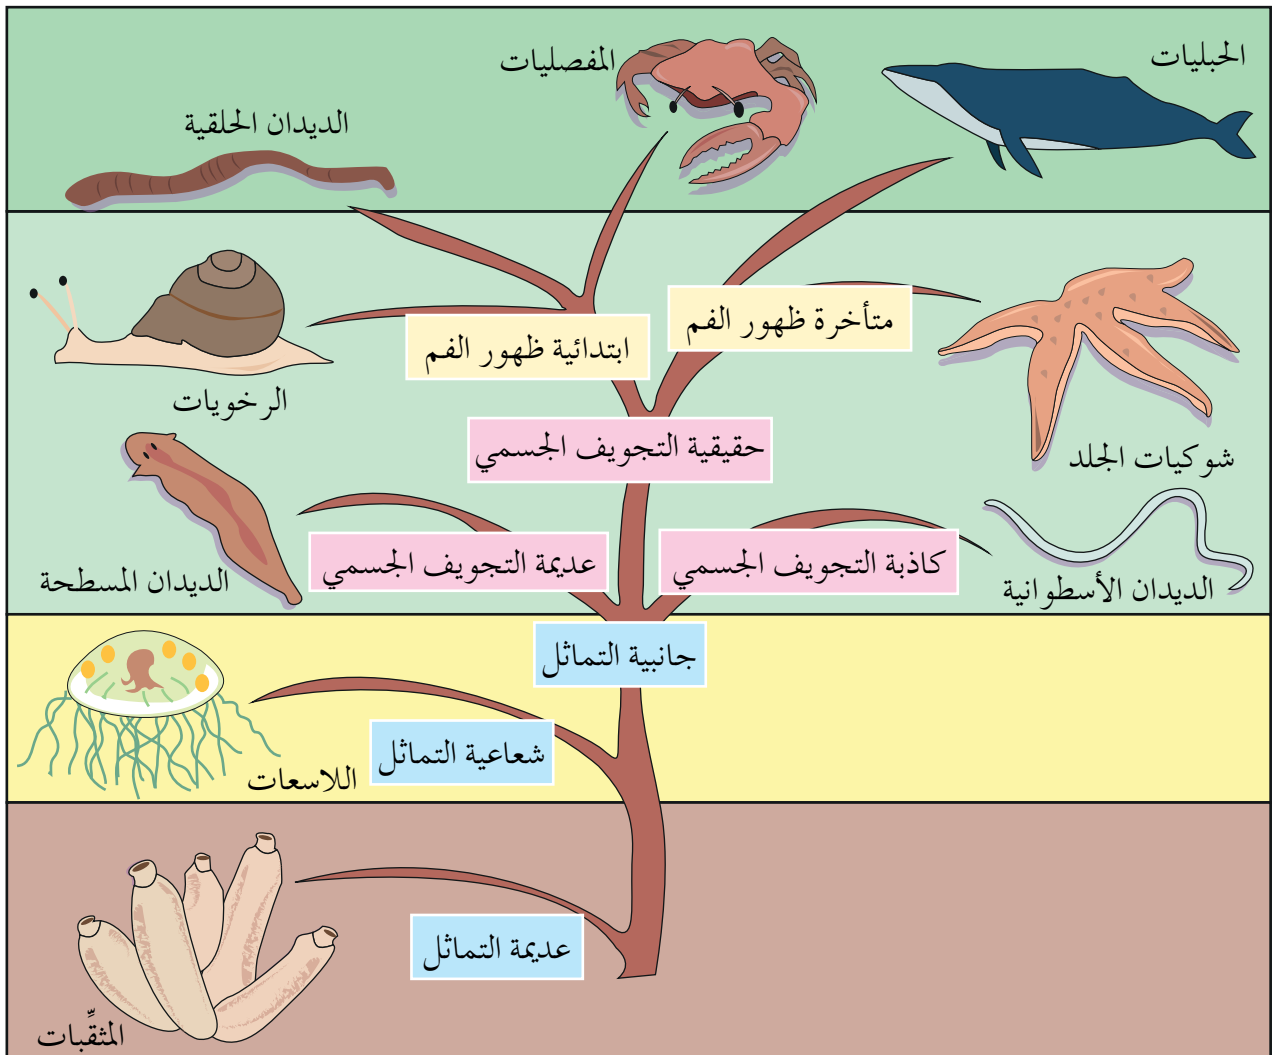 الحبليات
المفصليات
الديدان الحلقية
متأخرة ظهور الفم
ابتدائية ظهور الفم
الرخويات
شوكيات الجلد
حقيقية التجويف الجسمي
كاذبة التجويف الجسمي
عديمة التجويف الجسمي
الديدان الأسطوانية
الديدان المسطحة
جانبية التماثل
شعاعية التماثل
اللاسعات
عديمة التماثل
المثقِّبات